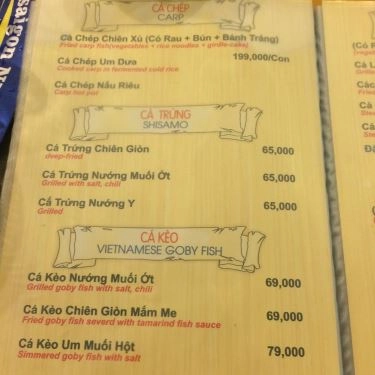 saigon
CÁ CHÉP
CARP
Cá Chép Chiên Xù (Có Rau + Bún + Bánh Tráng)
Fried carp fish(vegetables + rice noodles + girdle-cake)
199,000/Con
Cá Chép Um Dưa
Cooked carp in fermented cold rice
Cá Chép Nấu Riêu
Carp hot pot
CÁ TRỨNG
SHISAMO
Cá Trứng Chiên Giòn 65,000
dvep-fried
Cá Trứng Nướng Muối Ớt 65,000
Grilled with salt, chili
Cá Trứng Nướng Y 65,000
Grilled
CÁ KÈO
VIETNAMESE GOBY FISH
Cá Kèo Nướng Muối Ớt 69,000
Grilled goby fish with salt, chili
Cá Kèo Chiên Giòn Mắm Me 69,000
Fried goby fish severd with tamarind fish sauce
Cá Kèo Um Muối Hột 79,000
Simmered goby fish with salt